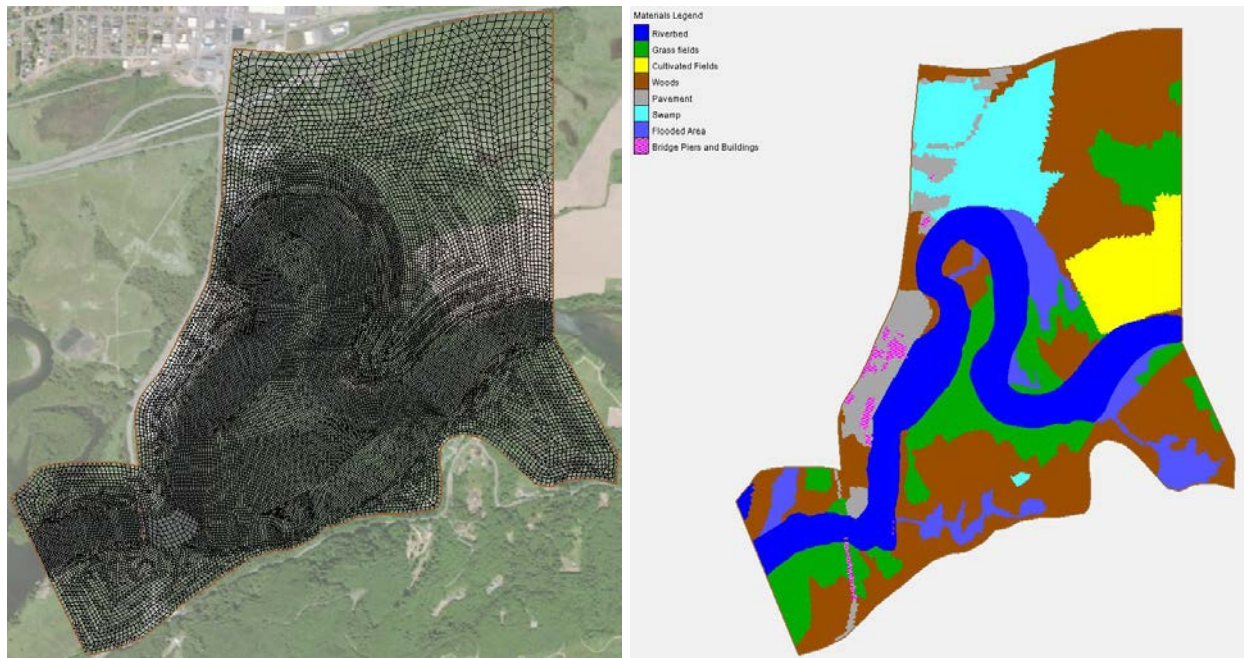 Materials Legend
Riverbed
Grass fields
Cultivated Fields
Woods
Pavement
Swamp
Flooded Area
Bridge Piers and Buildings